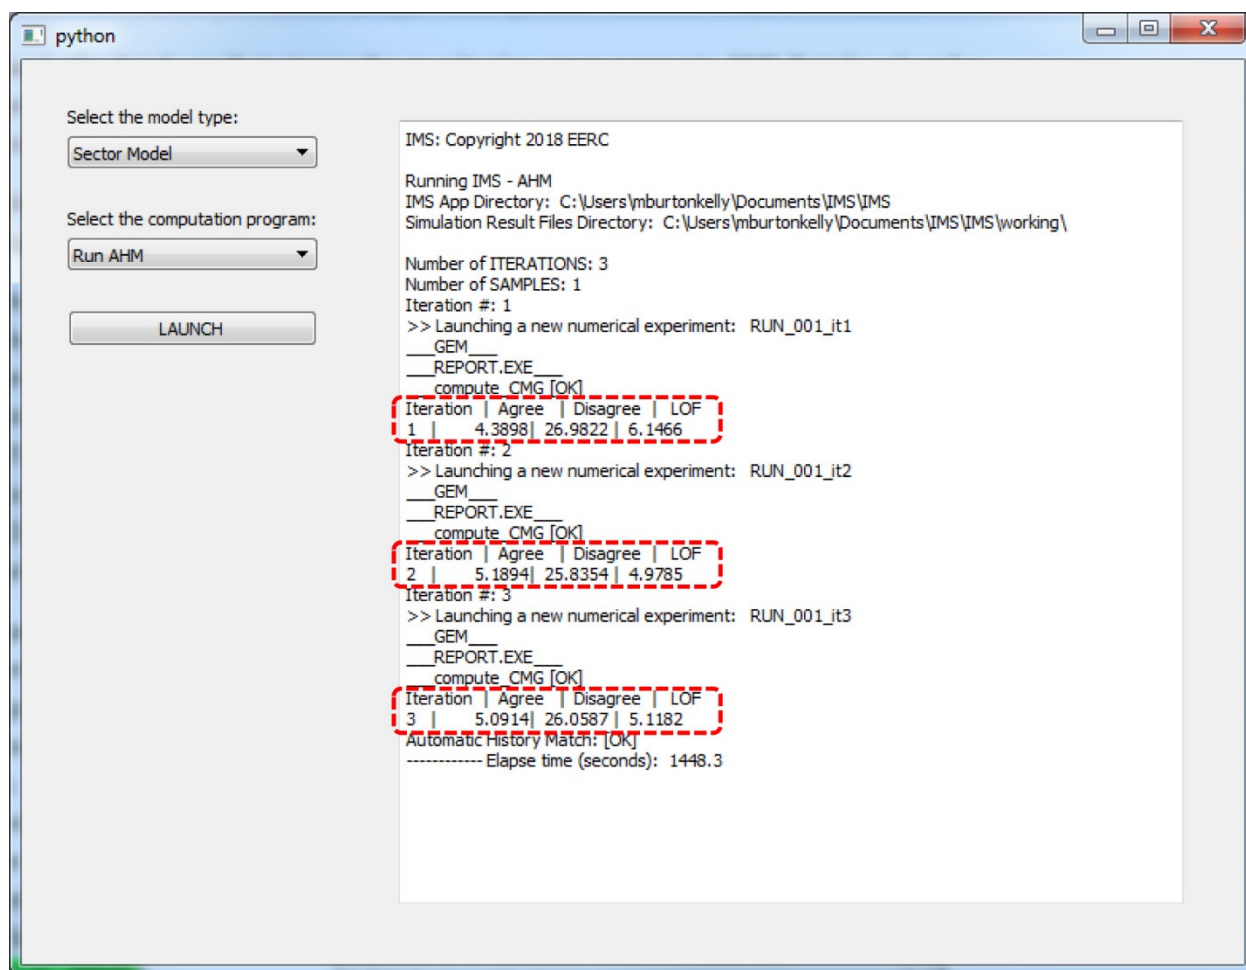 python
Select the model type:
Sector Model
Select the computation program:
Run AHM
LAUNCH
IMS: Copyright 2018 EERC
Running IMS - AHM
IMS App Directory:  C:\Users\mburtonkelly\Documents\IMS\IMS
Simulation Result Files Directory:  C:\Users\mburtonkelly\Documents\IMS\IMS\working\
Number of ITERATIONS: 3
Number of SAMPLES: 1
Iteration #: 1
>> Launching a new numerical experiment:   RUN_001_it1
___GEM___
___REPORT.EXE___
___compute_CMG [OK]
Iteration | Agree | Disagree | LOF
1 | 4.3898| 26.9822 | 6.1466
Iteration #: 2
>> Launching a new numerical experiment:   RUN_001_it2
___GEM___
___REPORT.EXE___
___compute_CMG [OK]
Iteration | Agree | Disagree | LOF
2 | 5.1894| 25.8354 | 4.9785
Iteration #: 3
>> Launching a new numerical experiment:   RUN_001_it3
___GEM___
___REPORT.EXE___
___compute_CMG [OK]
Iteration | Agree | Disagree | LOF
3 | 5.0914| 26.0587 | 5.1182
Automatic History Match: [OK]
------------ Elapse time (seconds):  1448.3